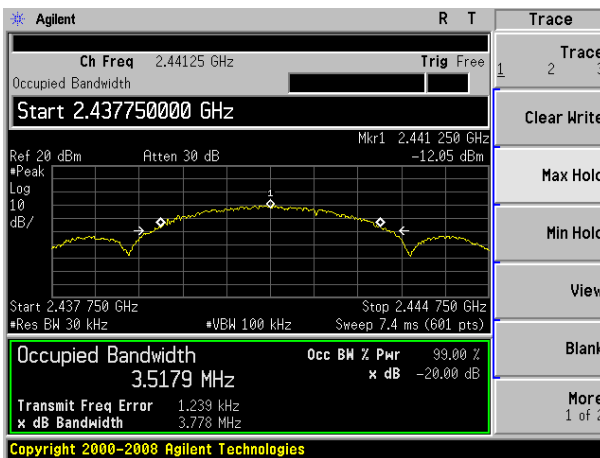 Agilent R T Trace
Ch Freq 2.44125 GHz Trig Free
Occupied Bandwidth
Start 2.437750000 GHz
Mkr1 2.441 250 GHz
Ref 20 dBm Atten 30 dB -12.05 dBm
#Peak
Log
10
dB/
1
Start 2.437 750 GHz Stop 2.444 750 GHz
#Res BW 30 kHz #VBW 100 kHz Sweep 7.4 ms (601 pts)
Occupied Bandwidth Occ BW % Pwr 99.00 %
3.5179 MHz x dB -20.00 dB
Transmit Freq Error 1.239 kHz
x dB Bandwidth 3.778 MHz
Copyright 2000-2008 Agilent Technologies
Trace
1 2 3
Clear Write
Max Hold
Min Hold
View
Blank
More
1 of 2